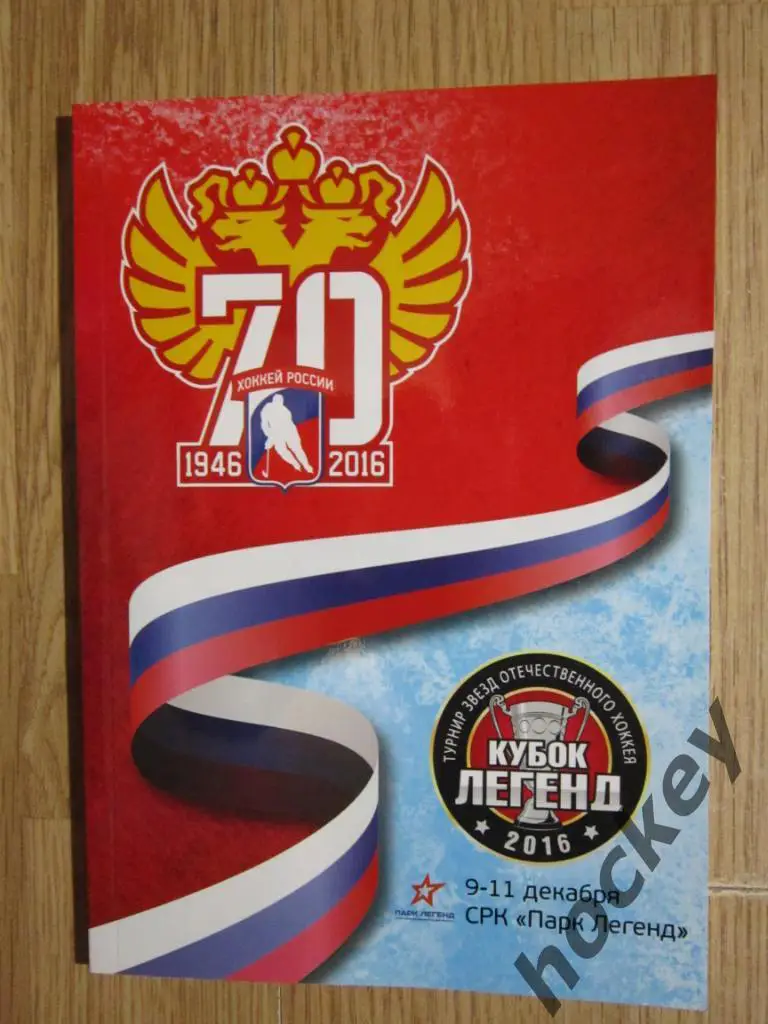 70
ХОККЕЙ РОССИИ
1946 2016
ТУРНИР ЗВЕЗД ОТЕЧЕСТВЕННОГО ХОККЕЯ
КУБОК
ЛЕГЕНД
2016
ПАРК ЛЕГЕНД
9-11 декабря
СРК «Парк Легенд»
hockey